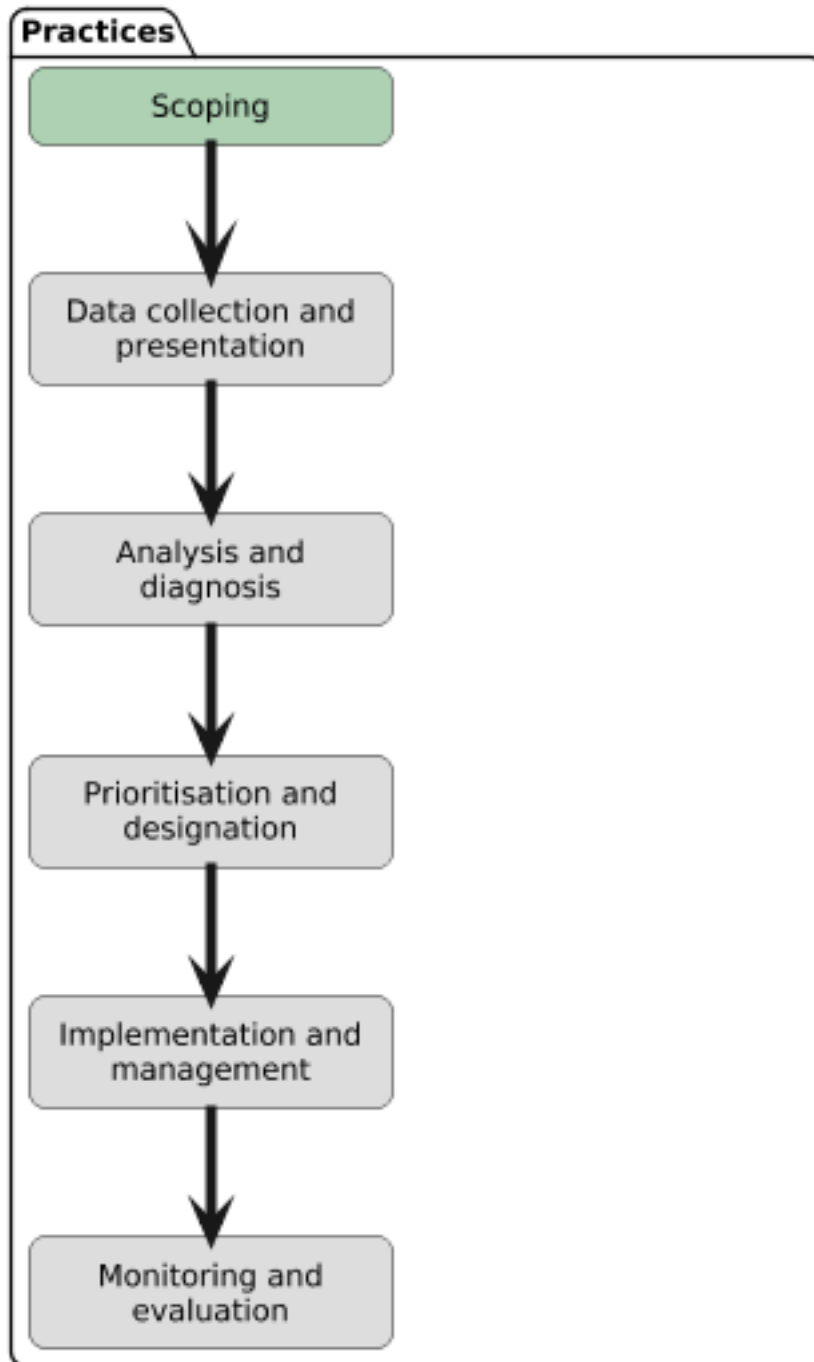 Practices
Scoping
Data collection and
presentation
Analysis and
diagnosis
Prioritisation and
designation
Implementation and
management
Monitoring and
evaluation